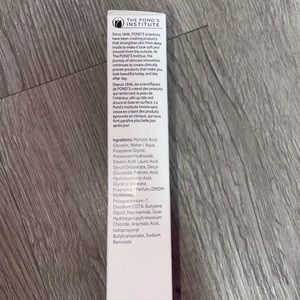 THE POND'S
INSTITUTE
Since 1846, POND'S scientists
have been creating products
that strengthen skin from deep
inside to make it look soft and
smooth from the outside. At
The POND'S Institue, the
journey of skincare innovation
continues to create clinically
proven products that make you
look beautiful today, and day
after day.
Depuis 1846, les scientifiques
de POND'S créent des produits
qui renforcent la peau de
l'intérieur, afin qu'elle soit
douce et lisse en surface. Le
Pond's Institute innove sans
cesse en créant des produits
éprouvés en clinique, qui vous
font paraître plus belle jour
après jour!
Ingredients: Myristic Acid,
Glycerin, Water / Aqua,
Propylene Glycol,
Potassium Hydroxide,
Stearic Acid, Lauric Acid,
Glycol Distearate, Decyl
Glucoside, Palmitic Acid,
Hydroxystearic Acid,
Glyceryl Stearate,
Fragrance / Parfum, DMDM
Hydantoin,
Polyquaternium-7,
Disodium EDTA, Butylene
Glycol, Niacinamide, Guar
Hydroxypropyltrimonium
Chloride, Arachidic Acid,
Iodopropynyl
Butylcarbamate, Sodium
Benzoate